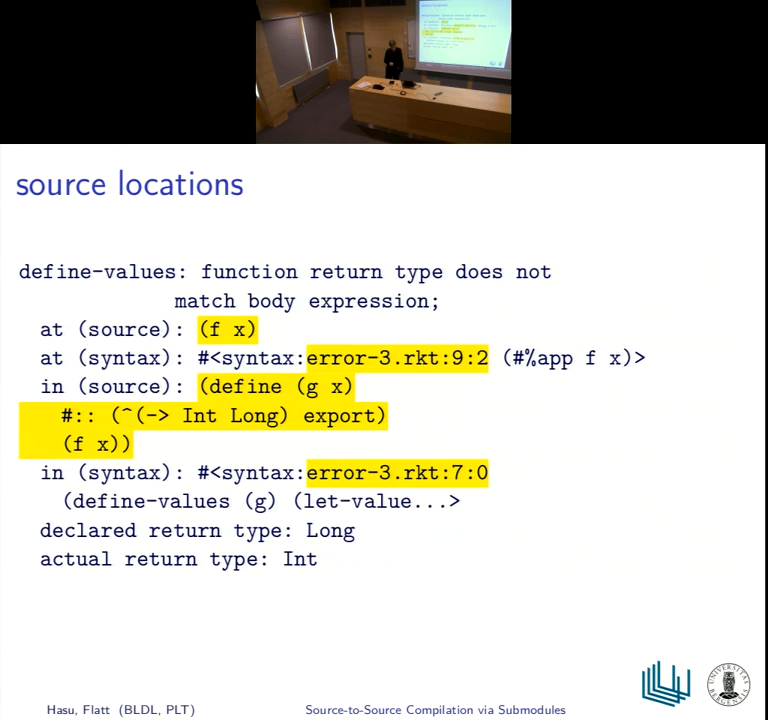 source locations
define-values: function return type does not
match body expression;
at (source): (f x)
at (syntax): #<syntax:error-3.rkt:9:2 (#%app f x)>
in (source): (define (g x)
#:: (^(-> Int Long) export)
(f x))
in (syntax): #<syntax:error-3.rkt:7:0
(define-values (g) (let-value...>
declared return type: Long
actual return type: Int
Hasu, Flatt (BLDL, PLT)
Source-to-Source Compilation via Submodules
UNIVERSITAS
BERGENSIS